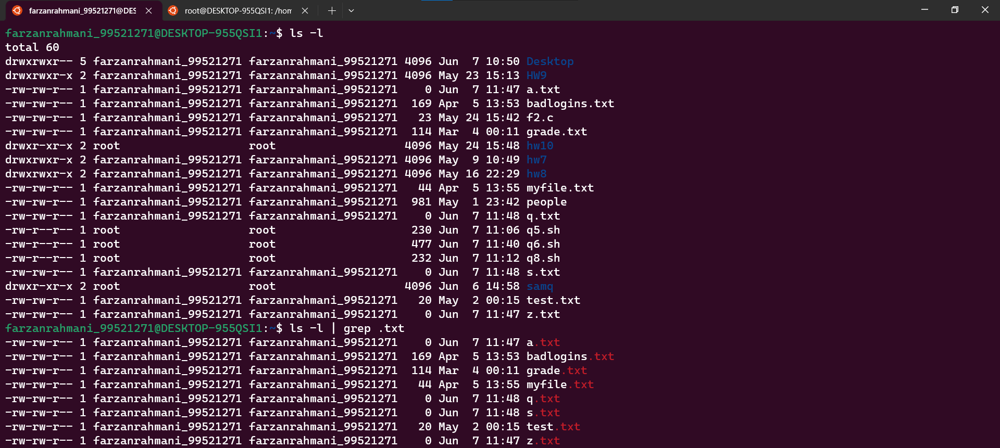 farzanrahmani_99521271@DES
root@DESKTOP-955QSI1: /hom
farzanrahmani_99521271@DESKTOP-955QSI1:~$ ls -l
total 60
drwxrwxr-- 5 farzanrahmani_99521271 farzanrahmani_99521271 4096 Jun  7 10:50 Desktop
drwxrwxr-x 2 farzanrahmani_99521271 farzanrahmani_99521271 4096 May 23 15:13 HW9
-rw-rw-r-- 1 farzanrahmani_99521271 farzanrahmani_99521271    0 Jun  7 11:47 a.txt
-rw-rw-r-- 1 farzanrahmani_99521271 farzanrahmani_99521271  169 Apr  5 13:53 badlogins.txt
-rw-rw-r-- 1 farzanrahmani_99521271 farzanrahmani_99521271   23 May 24 15:42 f2.c
-rw-rw-r-- 1 farzanrahmani_99521271 farzanrahmani_99521271  114 Mar  4 00:11 grade.txt
drwxr-xr-x 2 root                   root                   4096 May 24 15:48 hw10
drwxrwxr-x 2 farzanrahmani_99521271 farzanrahmani_99521271 4096 May  9 10:49 hw7
drwxrwxr-x 2 farzanrahmani_99521271 farzanrahmani_99521271 4096 May 16 22:29 hw8
-rw-rw-r-- 1 farzanrahmani_99521271 farzanrahmani_99521271   44 Apr  5 13:55 myfile.txt
-rw-rw-r-- 1 farzanrahmani_99521271 farzanrahmani_99521271  981 May  1 23:42 people
-rw-rw-r-- 1 farzanrahmani_99521271 farzanrahmani_99521271    0 Jun  7 11:48 q.txt
-rw-r--r-- 1 root                   root                    230 Jun  7 11:06 q5.sh
-rw-r--r-- 1 root                   root                    477 Jun  7 11:40 q6.sh
-rw-r--r-- 1 root                   root                    232 Jun  7 11:12 q8.sh
-rw-rw-r-- 1 farzanrahmani_99521271 farzanrahmani_99521271    0 Jun  7 11:48 s.txt
drwxr-xr-x 2 root                   root                   4096 Jun  6 14:58 samq
-rw-rw-r-- 1 farzanrahmani_99521271 farzanrahmani_99521271   20 May  2 00:15 test.txt
-rw-rw-r-- 1 farzanrahmani_99521271 farzanrahmani_99521271    0 Jun  7 11:47 z.txt
farzanrahmani_99521271@DESKTOP-955QSI1:~$ ls -l | grep .txt
-rw-rw-r-- 1 farzanrahmani_99521271 farzanrahmani_99521271    0 Jun  7 11:47 a.txt
-rw-rw-r-- 1 farzanrahmani_99521271 farzanrahmani_99521271  169 Apr  5 13:53 badlogins.txt
-rw-rw-r-- 1 farzanrahmani_99521271 farzanrahmani_99521271  114 Mar  4 00:11 grade.txt
-rw-rw-r-- 1 farzanrahmani_99521271 farzanrahmani_99521271   44 Apr  5 13:55 myfile.txt
-rw-rw-r-- 1 farzanrahmani_99521271 farzanrahmani_99521271    0 Jun  7 11:48 q.txt
-rw-rw-r-- 1 farzanrahmani_99521271 farzanrahmani_99521271    0 Jun  7 11:48 s.txt
-rw-rw-r-- 1 farzanrahmani_99521271 farzanrahmani_99521271   20 May  2 00:15 test.txt
-rw-rw-r-- 1 farzanrahmani_99521271 farzanrahmani_99521271    0 Jun  7 11:47 z.txt